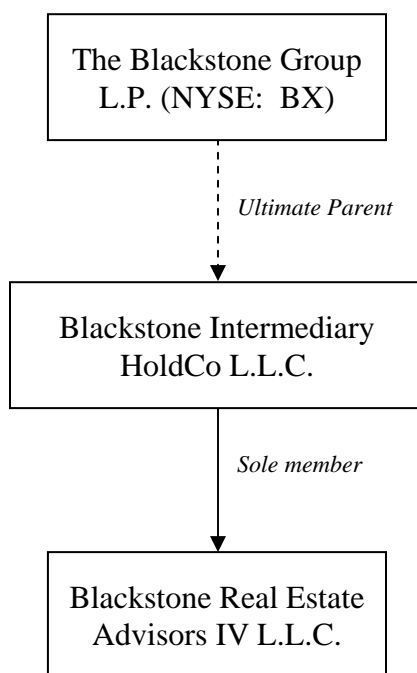 The Blackstone Group
L.P. (NYSE:  BX)
Ultimate Parent
Blackstone Intermediary
HoldCo L.L.C.
Sole member
Blackstone Real Estate
Advisors IV L.L.C.